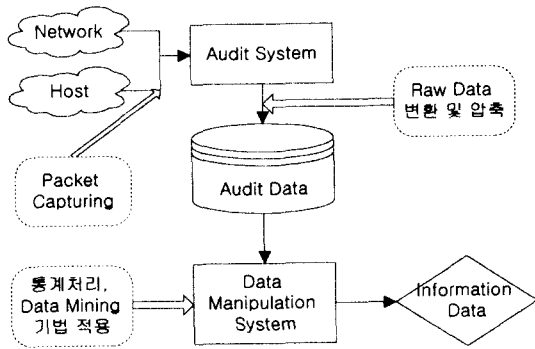 Network
Audit System
Host
Raw Data
변환 및 압축
Packet
Capturing
Audit Data
통계처리,
Data Mining
기법 적용
Data
Manipulation
System
Information
Data